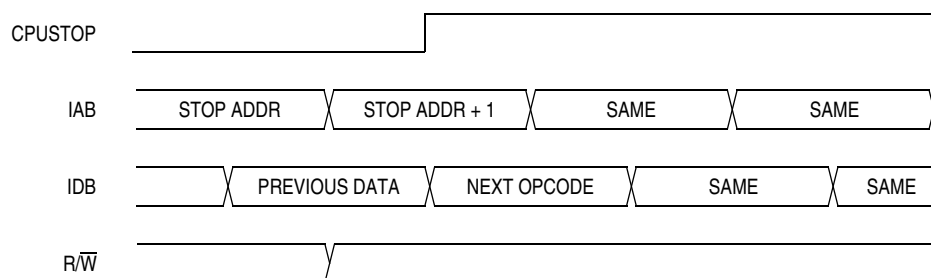 CPUSTOP
IAB STOP ADDR STOP ADDR + 1 SAME SAME
IDB PREVIOUS DATA NEXT OPCODE SAME SAME
R/W̅